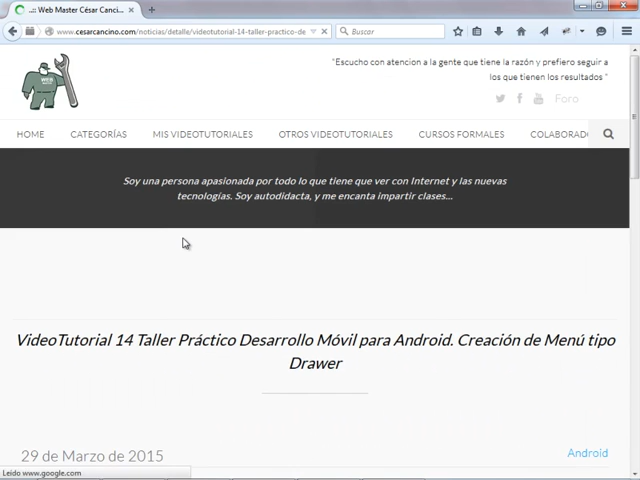 ..:: Web Master César Canci...
www.cesarcancino.com/noticias/detalle/videotutorial-14-taller-practico-de
Buscar
WEB
"Escucho con atencion a la gente que tiene la razón y prefiero seguir a
los que tienen los resultados "
Foro
HOME CATEGORÍAS MIS VIDEOTUTORIALES OTROS VIDEOTUTORIALES CURSOS FORMALES COLABORADO
Soy una persona apasionada por todo lo que tiene que ver con Internet y las nuevas
tecnologías. Soy autodidacta, y me encanta impartir clases...
VideoTutorial 14 Taller Práctico Desarrollo Móvil para Android. Creación de Menú tipo
Drawer
29 de Marzo de 2015
Android
Leído www.google.com